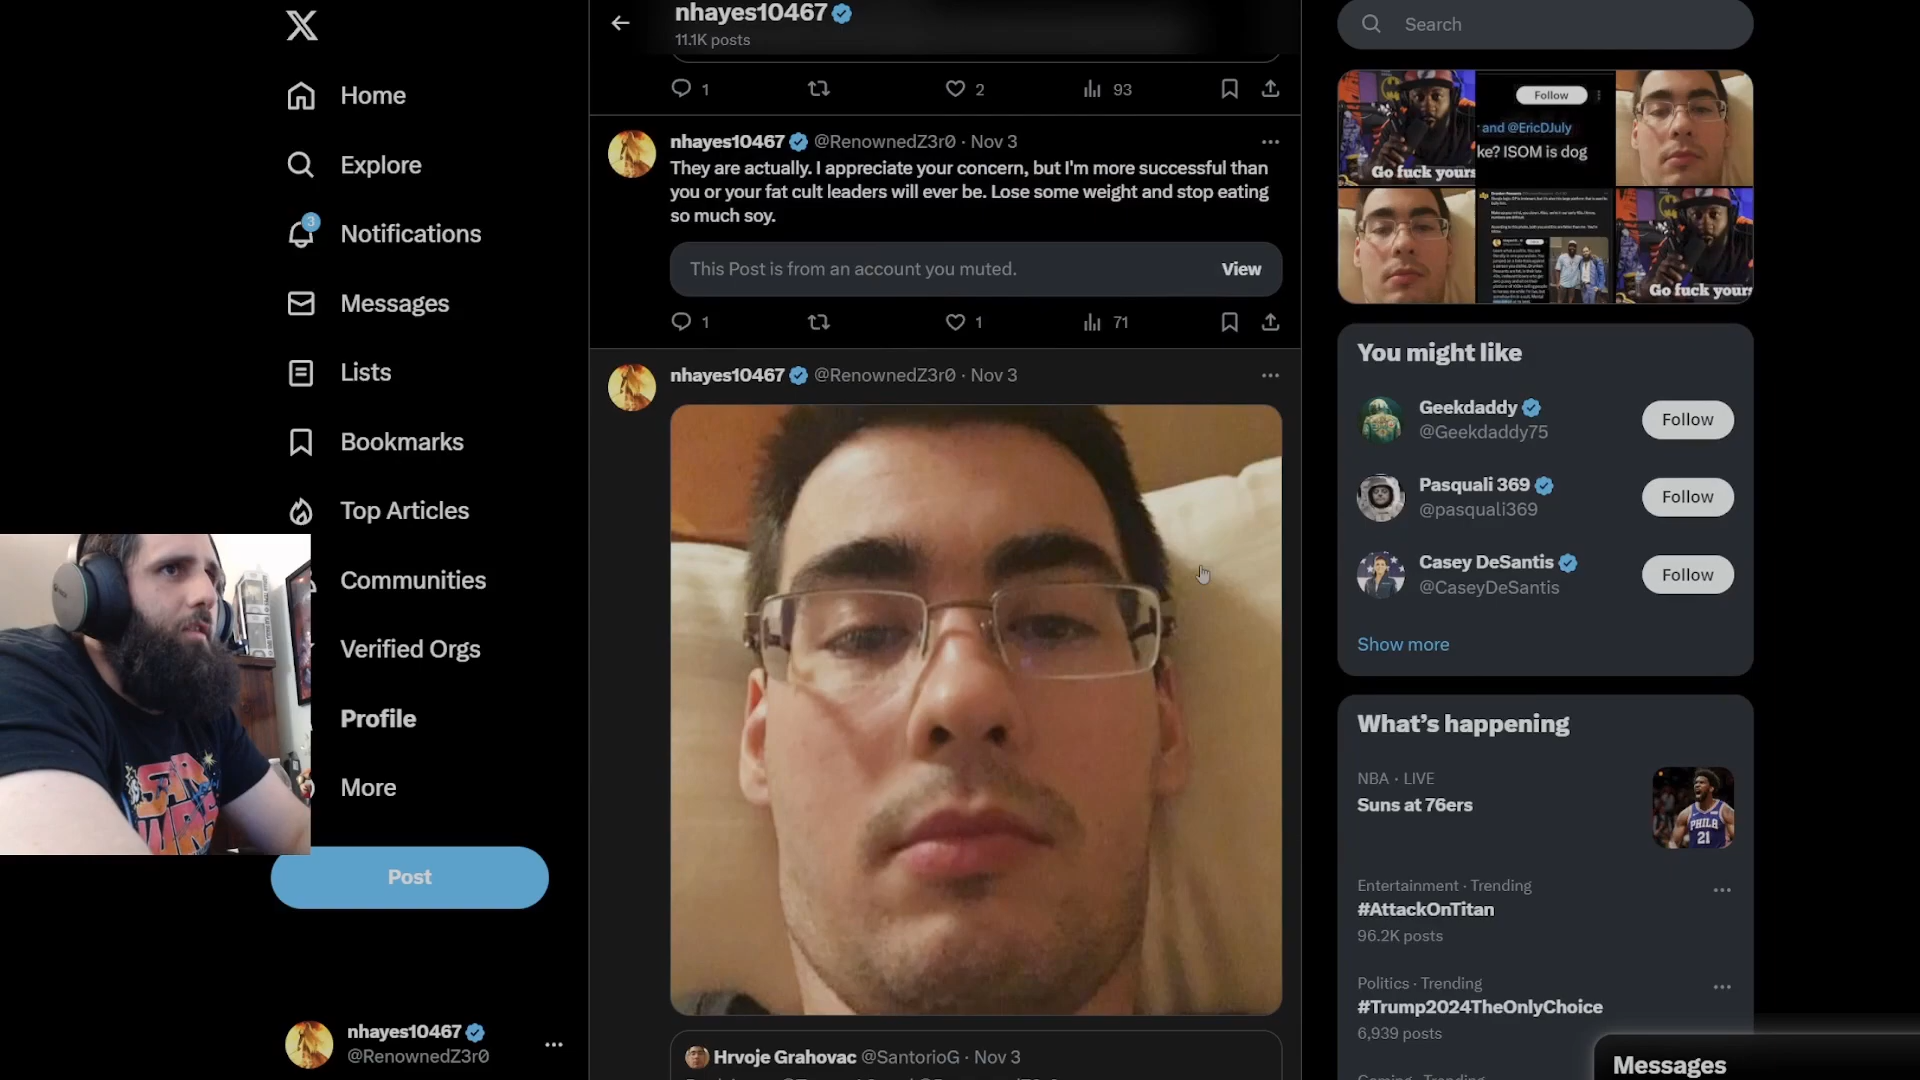 nhayes10467
11.1K posts
1
2
93
Home
Explore
3
Notifications
Messages
Lists
Bookmarks
Top Articles
Communities
Verified Orgs
Profile
More
Post
nhayes10467
@RenownedZ3r0
nhayes10467 @RenownedZ3r0 · Nov 3
They are actually. I appreciate your concern, but I'm more successful than
you or your fat cult leaders will ever be. Lose some weight and stop eating
so much soy.
This Post is from an account you muted.
View
1
1
71
nhayes10467 @RenownedZ3r0 · Nov 3
Hrvoje Grahovac @SantorioG · Nov 3
Search
Follow
and @EricDJuly
ke? ISOM is dog
Go fuck yours
Go fuck yours
You might like
Geekdaddy
@Geekdaddy75
Follow
Pasquali 369
@pasquali369
Follow
Casey DeSantis
@CaseyDeSantis
Follow
Show more
What's happening
NBA · LIVE
Suns at 76ers
PHILA
21
Entertainment · Trending
#AttackOnTitan
96.2K posts
Politics · Trending
#Trump2024TheOnlyChoice
6,939 posts
Messages